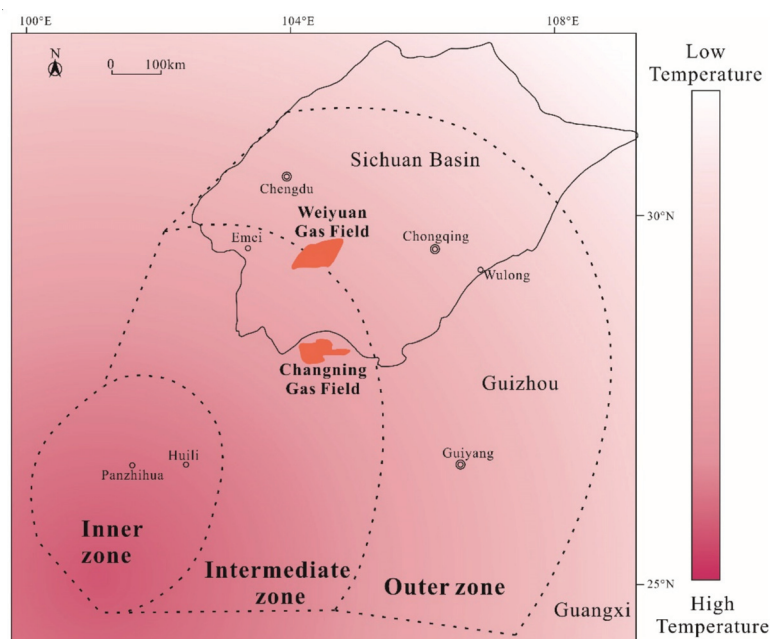 100°E
104°E
108°E
N
0
100km
Low
Temperature
Sichuan Basin
Chengdu
Weiyuan
Gas Field
30°N
Emei
Chongqing
Wulong
Changning
Gas Field
Guizhou
Huili
Panzhihua
Guiyang
Inner
zone
Intermediate
zone
Outer zone
25°N
Guangxi
High
Temperature